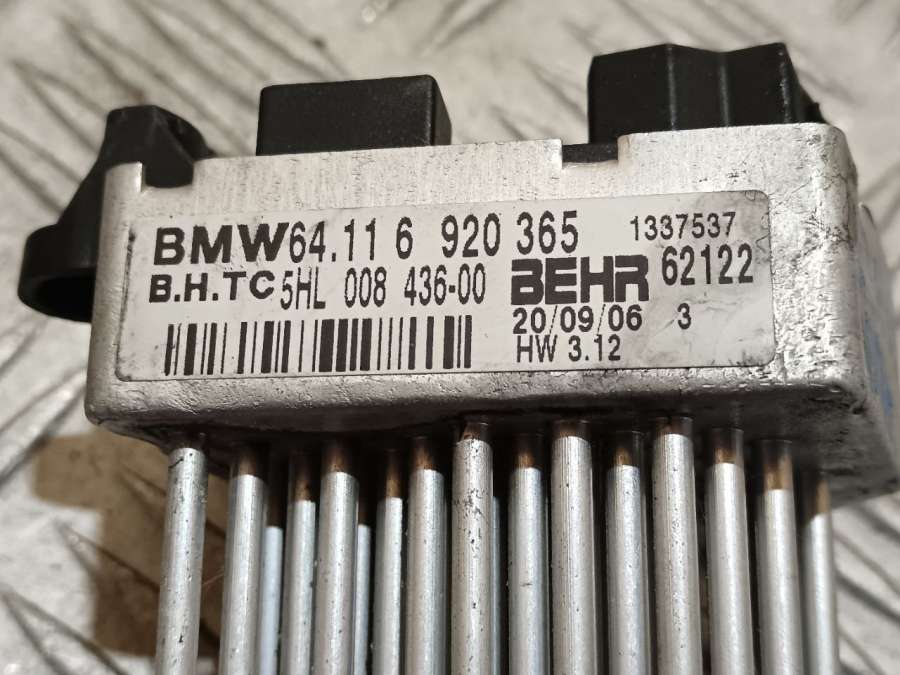 BMW 64.11 6 920 365 1337537
B.H.TC 5HL 008 436-00 BEHR 62122
20/09/06 3
HW 3.12